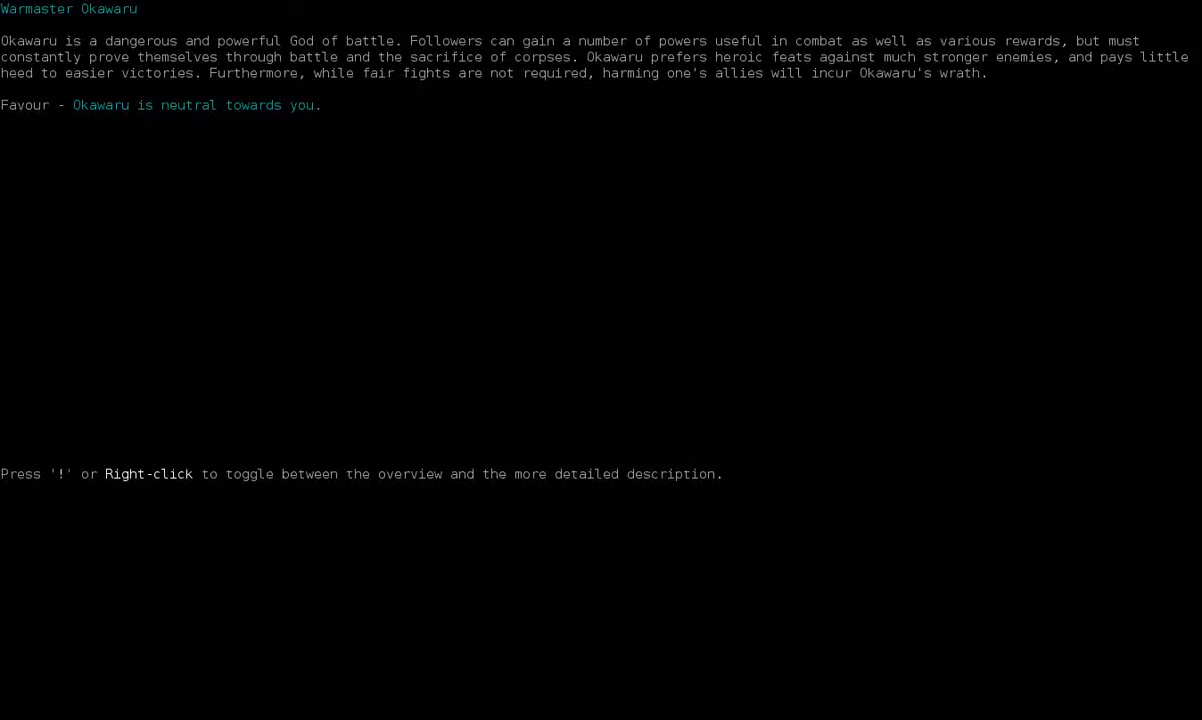 Warmaster Okawaru
Okawaru is a dangerous and powerful God of battle. Followers can gain a number of powers useful in combat as well as various rewards, but must
constantly prove themselves through battle and the sacrifice of corpses. Okawaru prefers heroic feats against much stronger enemies, and pays little
heed to easier victories. Furthermore, while fair fights are not required, harming one's allies will incur Okawaru's wrath.
Favour - Okawaru is neutral towards you.
Press '!' or Right-click to toggle between the overview and the more detailed description.